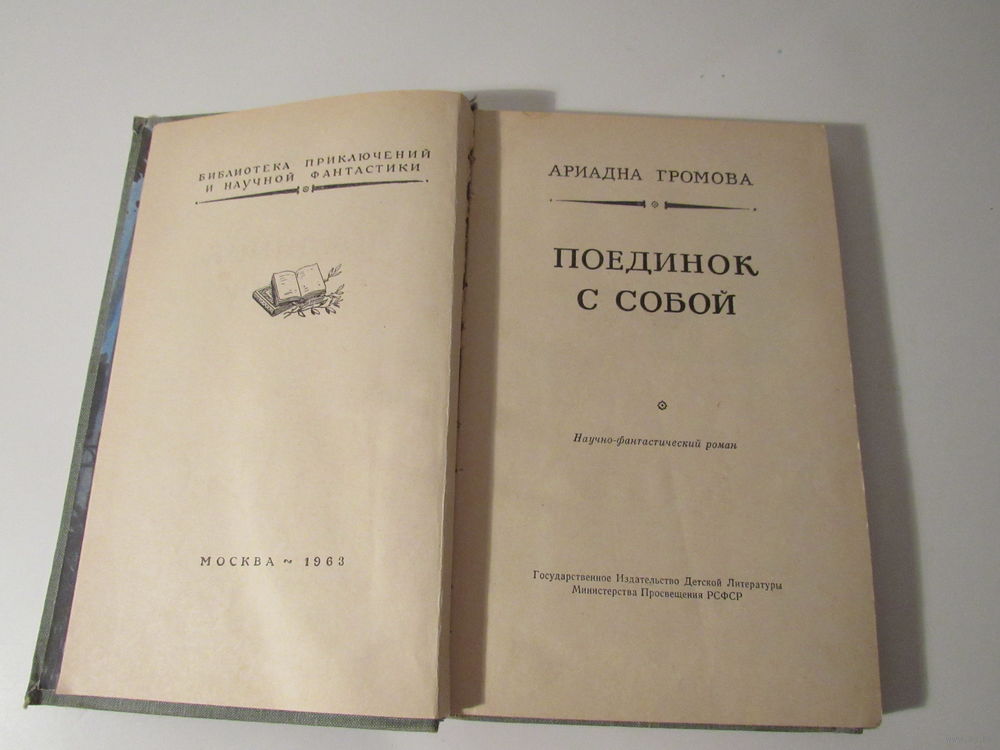 БИБЛИОТЕКА ПРИКЛЮЧЕНИЙ
И НАУЧНОЙ ФАНТАСТИКИ
МОСКВА ~ 1963
АРИАДНА ГРОМОВА
ПОЕДИНОК
С СОБОЙ
Научно-фантастический роман
Государственное Издательство Детской Литературы
Министерства Просвещения РСФСР